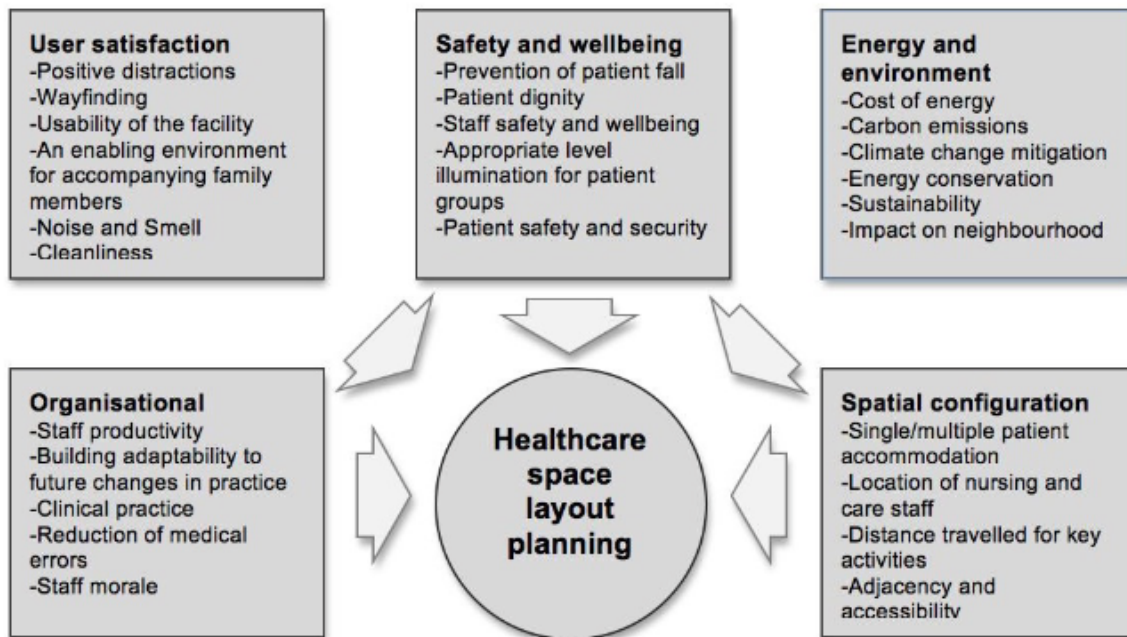 User satisfaction
-Positive distractions
-Wayfinding
-Usability of the facility
-An enabling environment
for accompanying family
members
-Noise and Smell
-Cleanliness
Safety and wellbeing
-Prevention of patient fall
-Patient dignity
-Staff safety and wellbeing
-Appropriate level
illumination for patient
groups
-Patient safety and security
Energy and
environment
-Cost of energy
-Carbon emissions
-Climate change mitigation
-Energy conservation
-Sustainability
-Impact on neighbourhood
Organisational
-Staff productivity
-Building adaptability to
future changes in practice
-Clinical practice
-Reduction of medical
errors
-Staff morale
Healthcare
space
layout
planning
Spatial configuration
-Single/multiple patient
accommodation
-Location of nursing and
care staff
-Distance travelled for key
activities
-Adjacency and
accessibility